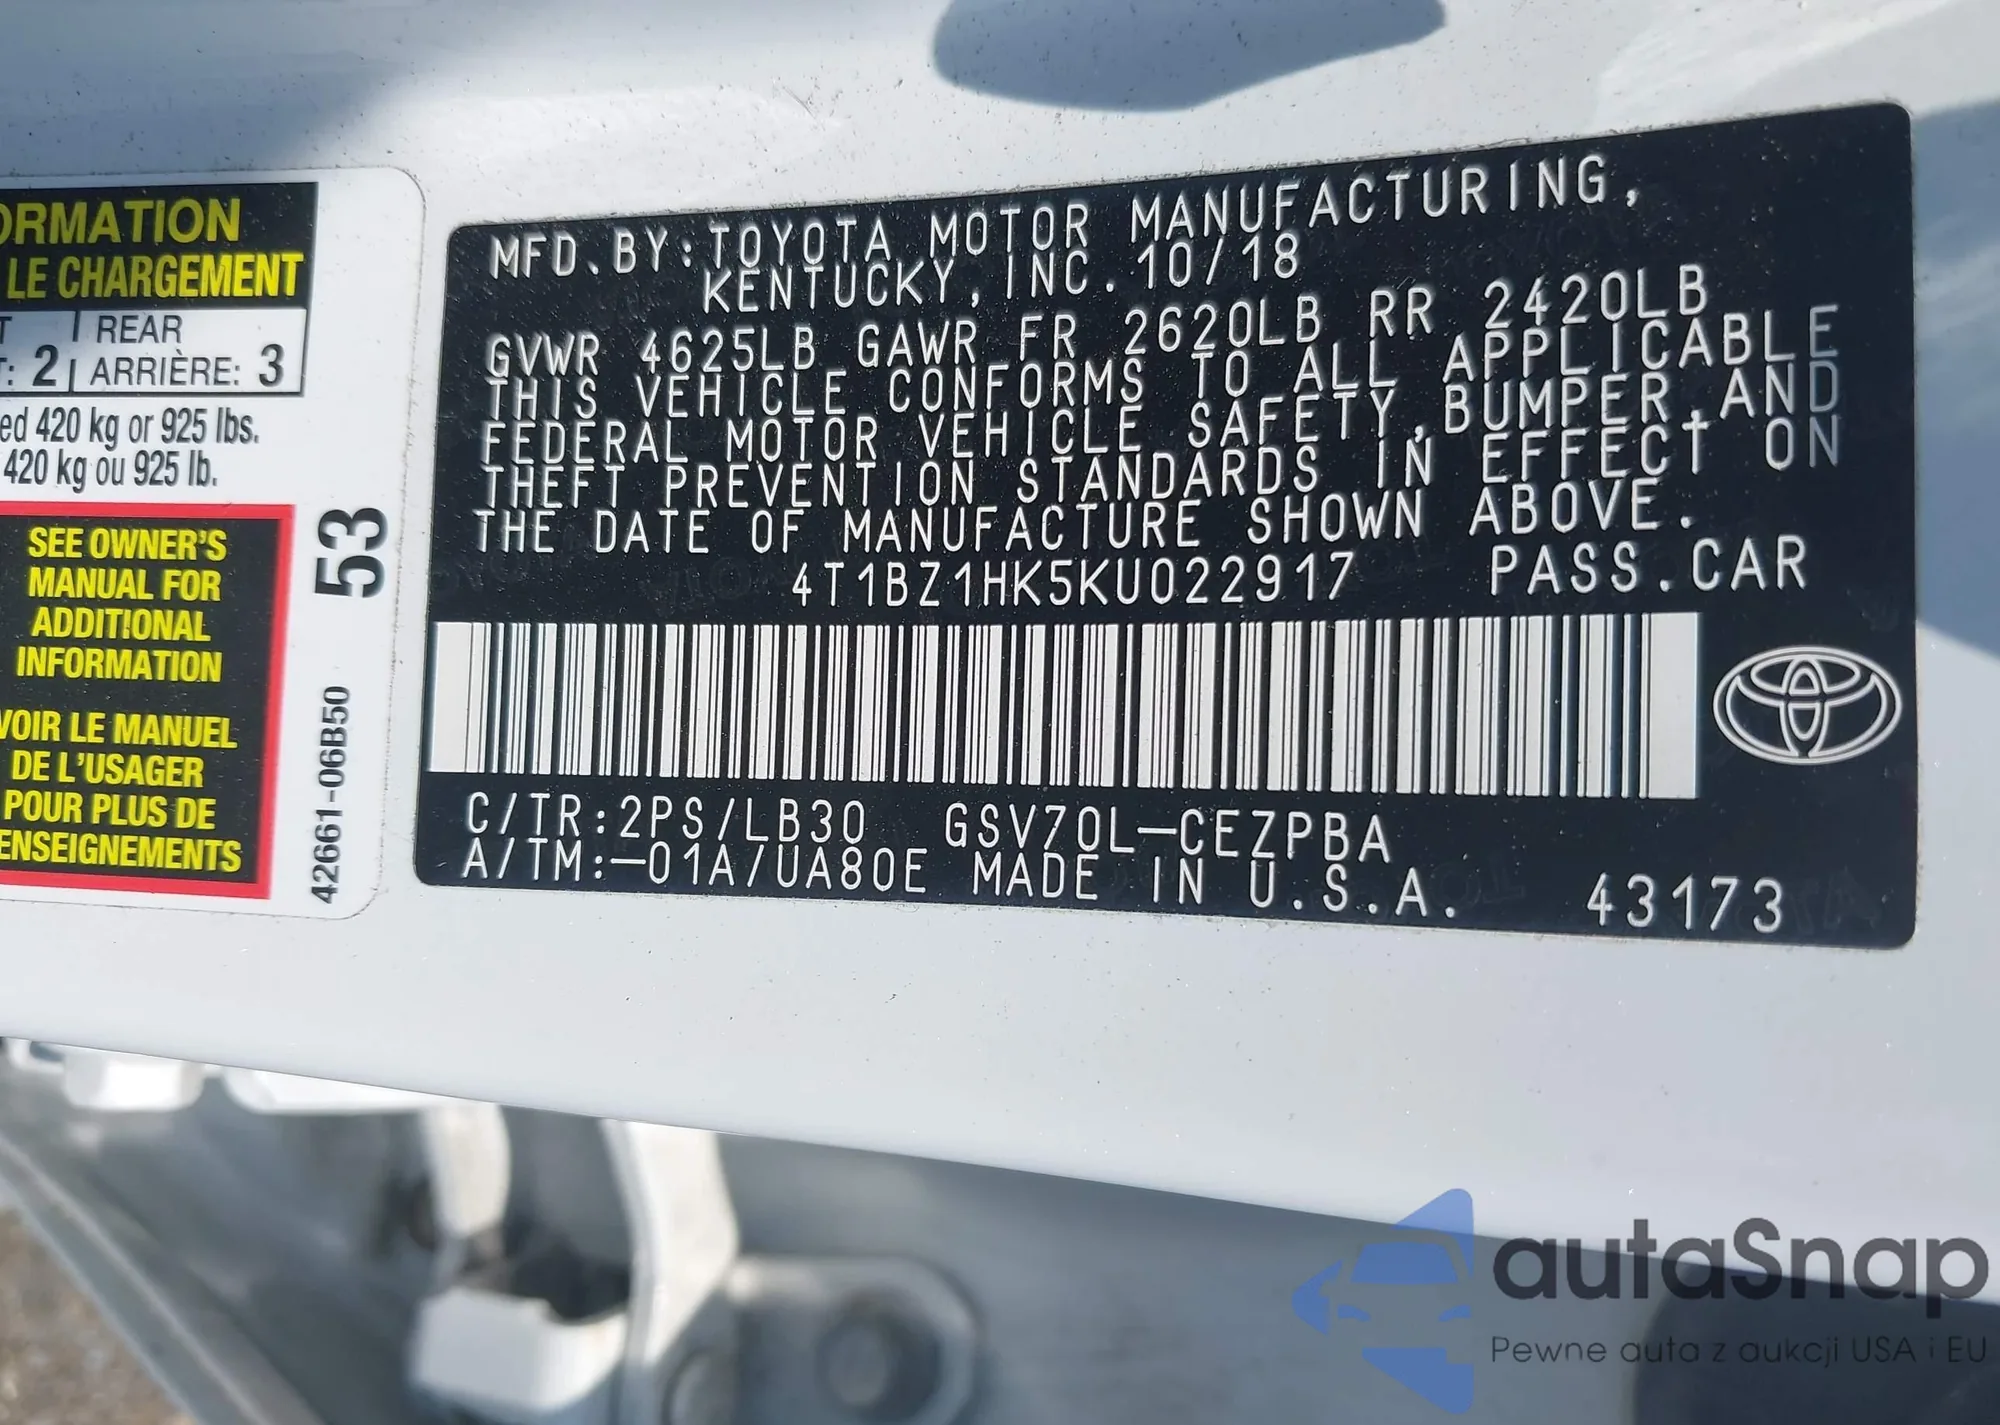 ORMATION
LE CHARGEMENT
T REAR
T: 2 ARRIÈRE: 3
ed 420 kg or 925 lbs.
420 kg ou 925 lb.
SEE OWNER'S
MANUAL FOR
ADDITIONAL
INFORMATION
VOIR LE MANUEL
DE L'USAGER
POUR PLUS DE
ENSEIGNEMENTS
53
42661-06B50
MFD.BY:TOYOTA MOTOR MANUFACTURING,
KENTUCKY,INC.10/18
GVWR 4625LB GAWR FR 2620LB RR 2420LB
THIS VEHICLE CONFORMS TO ALL APPLICABLE
FEDERAL MOTOR VEHICLE SAFETY,BUMPER,AND
THEFT PREVENTION STANDARDS IN EFFECT ON
THE DATE OF MANUFACTURE SHOWN ABOVE.
4T1BZ1HK5KU022917 PASS.CAR
C/TR:2PS/LB30 GSV70L-CEZPBA
A/TM:-01A/UA80E MADE IN U.S.A. 43173
autaSnap
Pewne auta z aukcji USA i EU